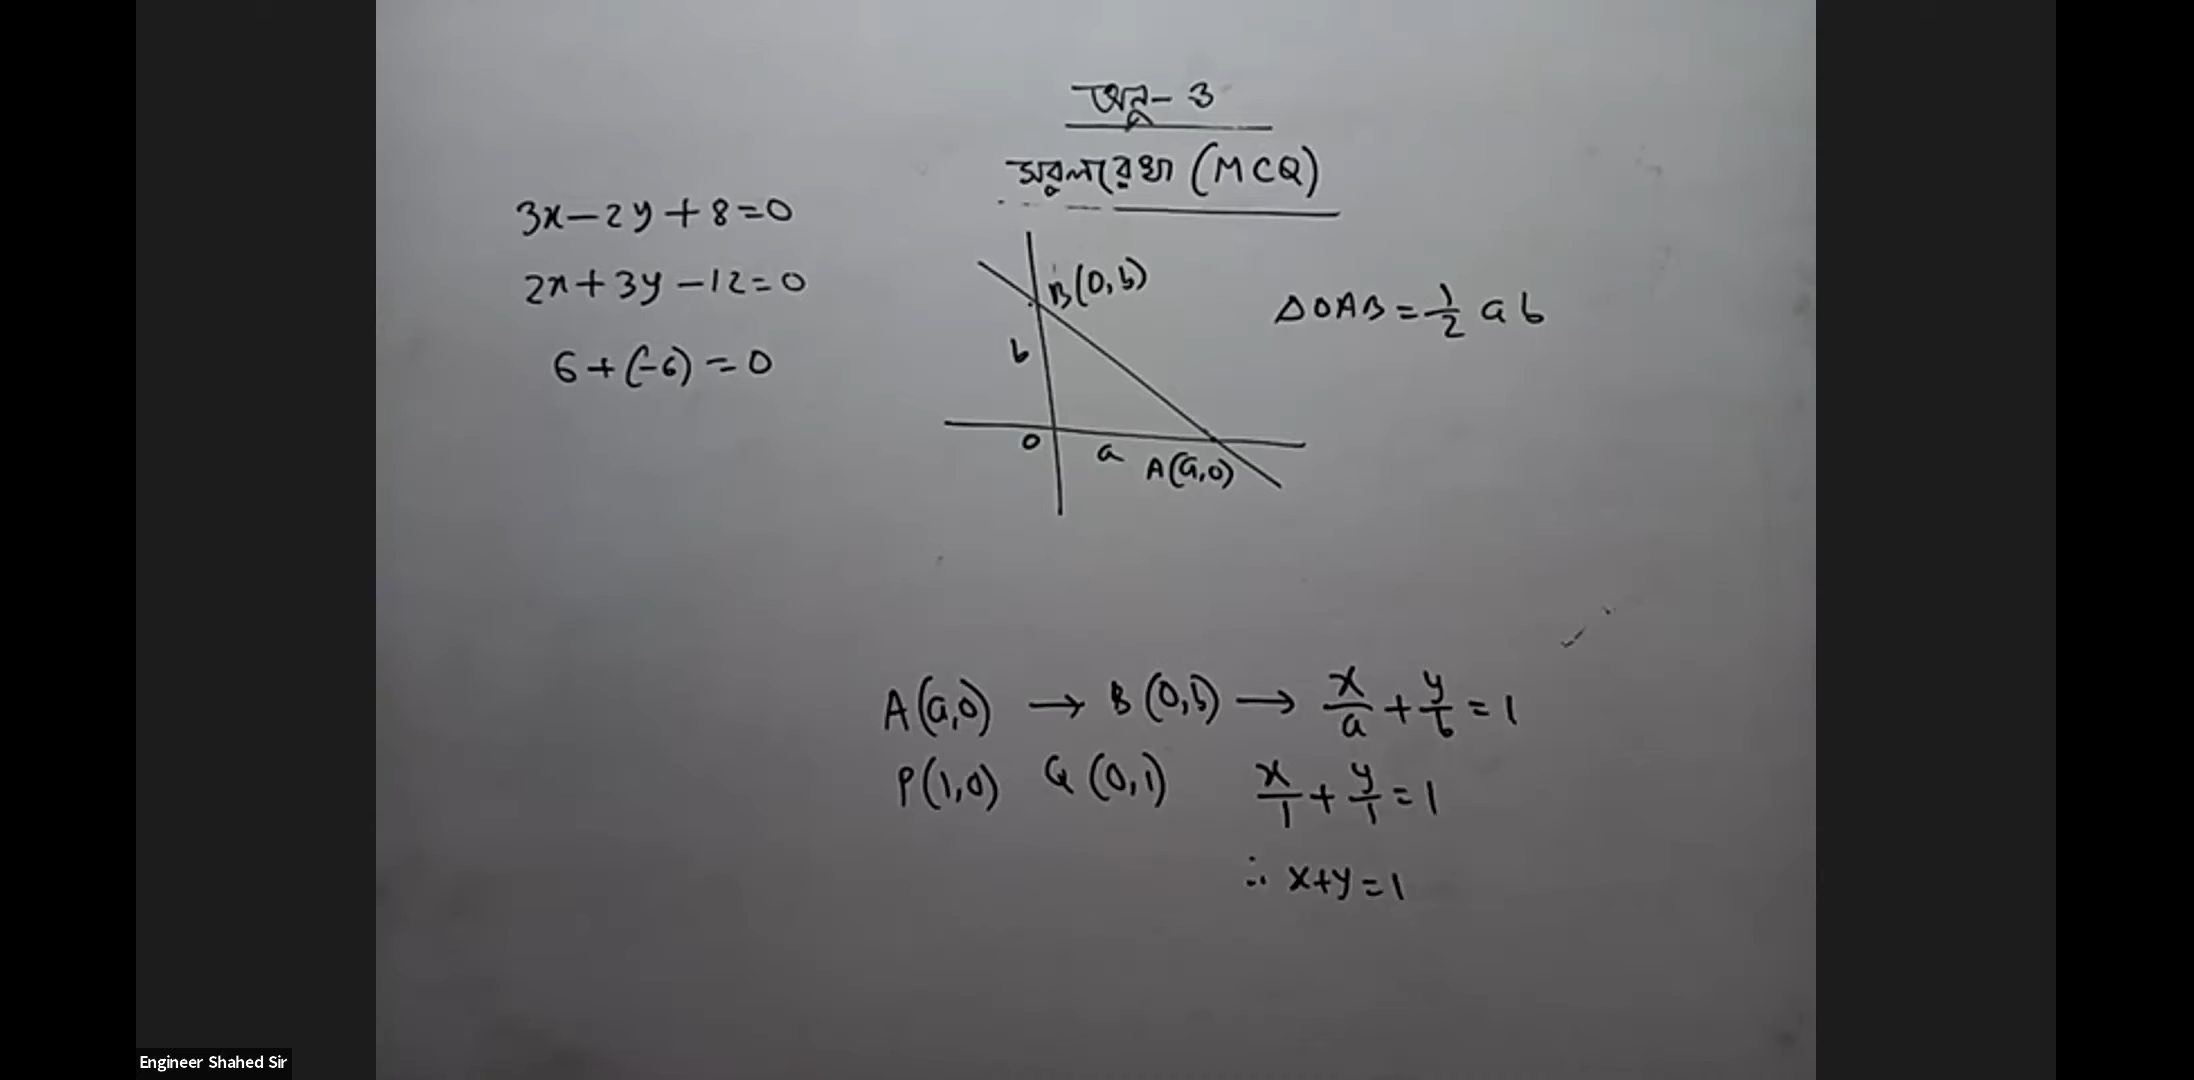 অনু - ৩
সরলরেখা (MCQ)
3x - 2y + 8 = 0
2x + 3y - 12 = 0
6 + (-6) = 0
B(0, b)
b
O
a
A(a,0)
ΔOAB = 1/2 ab
A(a,0) → B(0,b) → x/a + y/b = 1
P(1,0) Q(0,1) x/1 + y/1 = 1
∴ x+y = 1
Engineer Shahed Sir